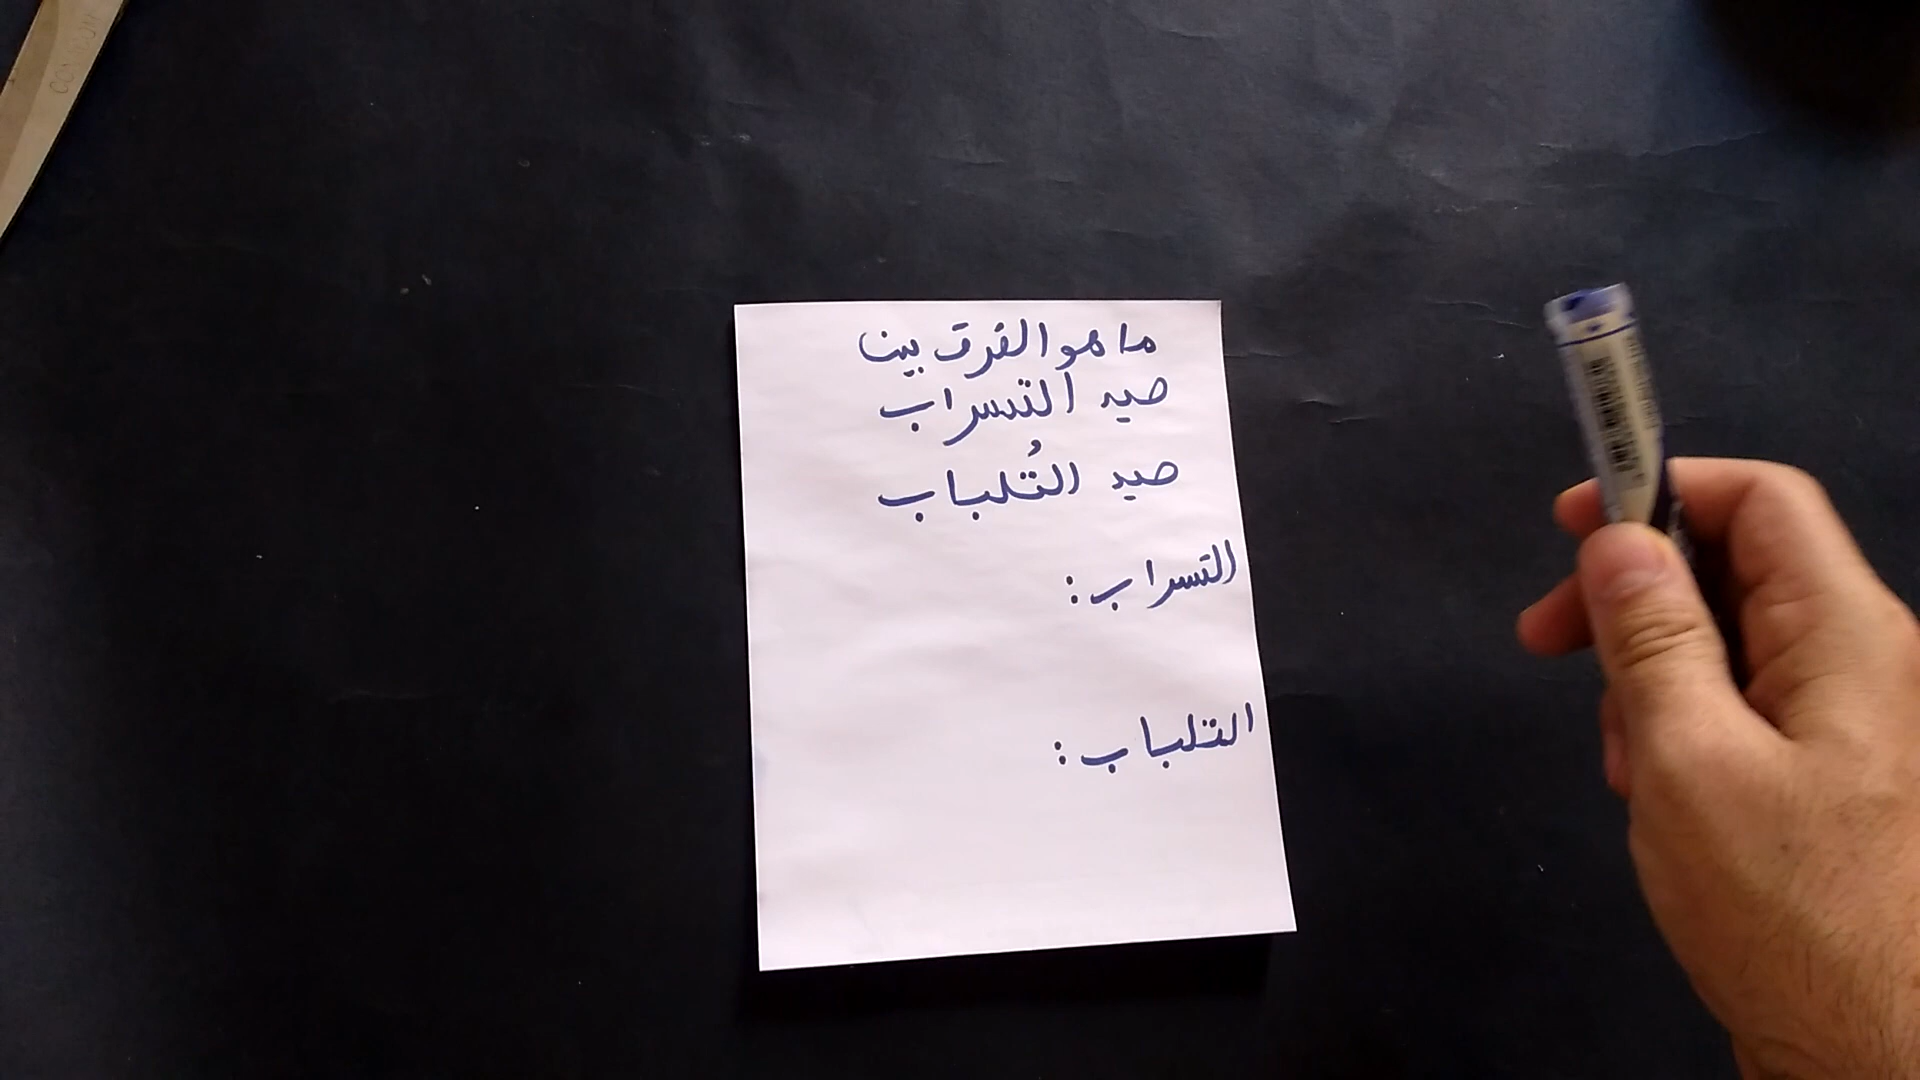 ما هو الفرق بين
صيد التسراب
صيد التُلباب
التسراب :
التلباب :